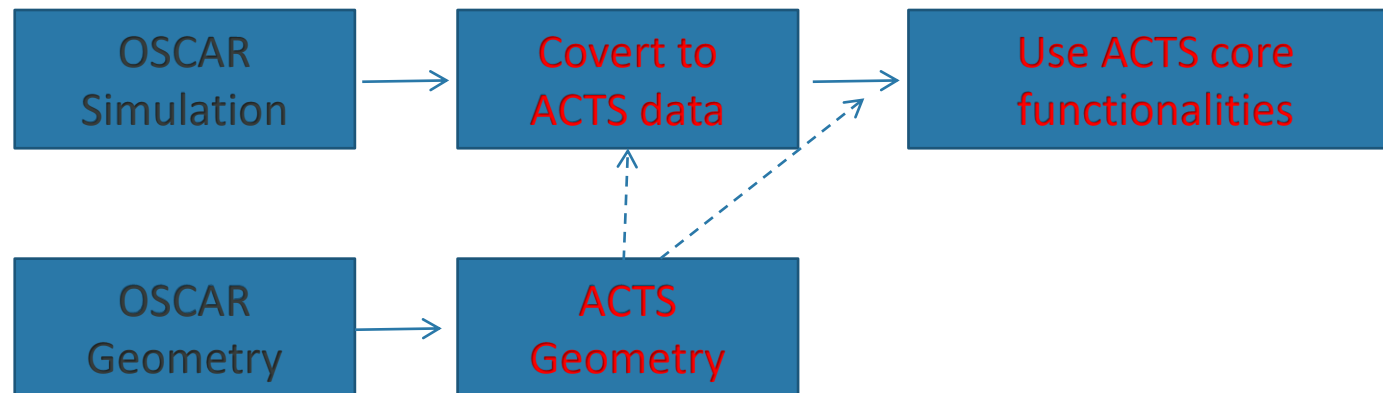 OSCAR
Simulation
Covert to
ACTS data
Use ACTS core
functionalities
OSCAR
Geometry
ACTS
Geometry